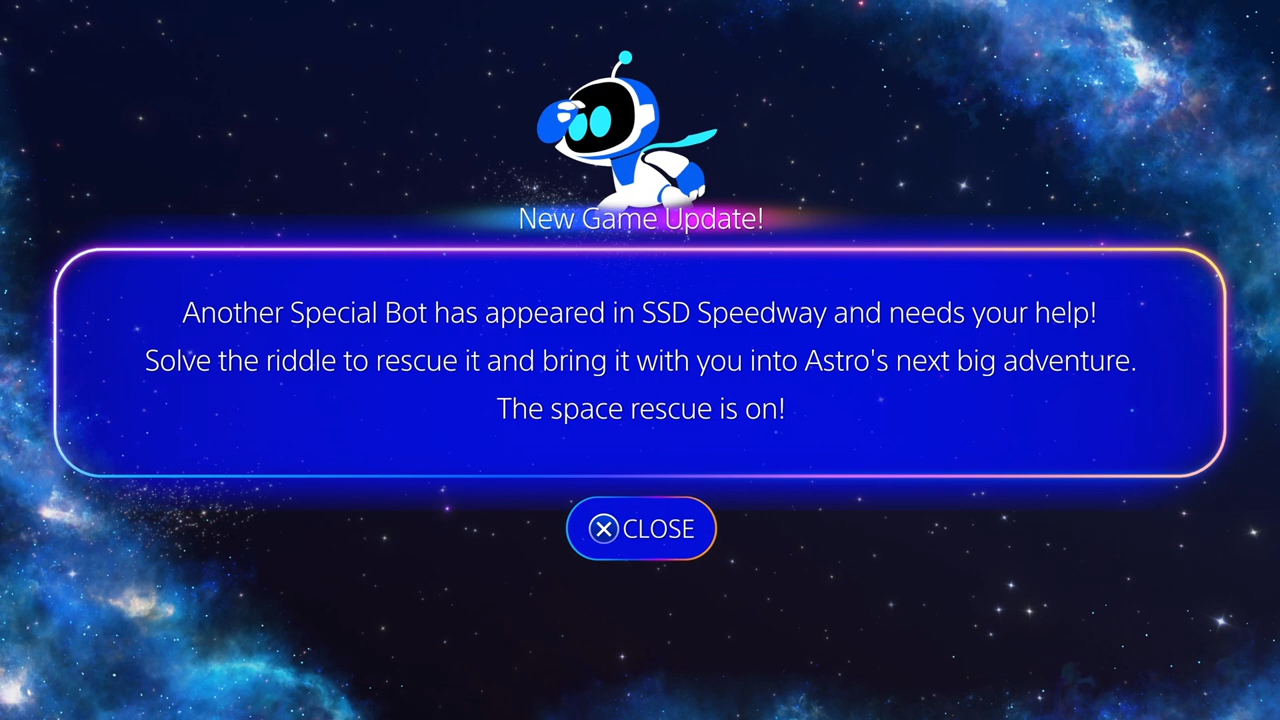 New Game Update!
Another Special Bot has appeared in SSD Speedway and needs your help!
Solve the riddle to rescue it and bring it with you into Astro's next big adventure.
The space rescue is on!
CLOSE